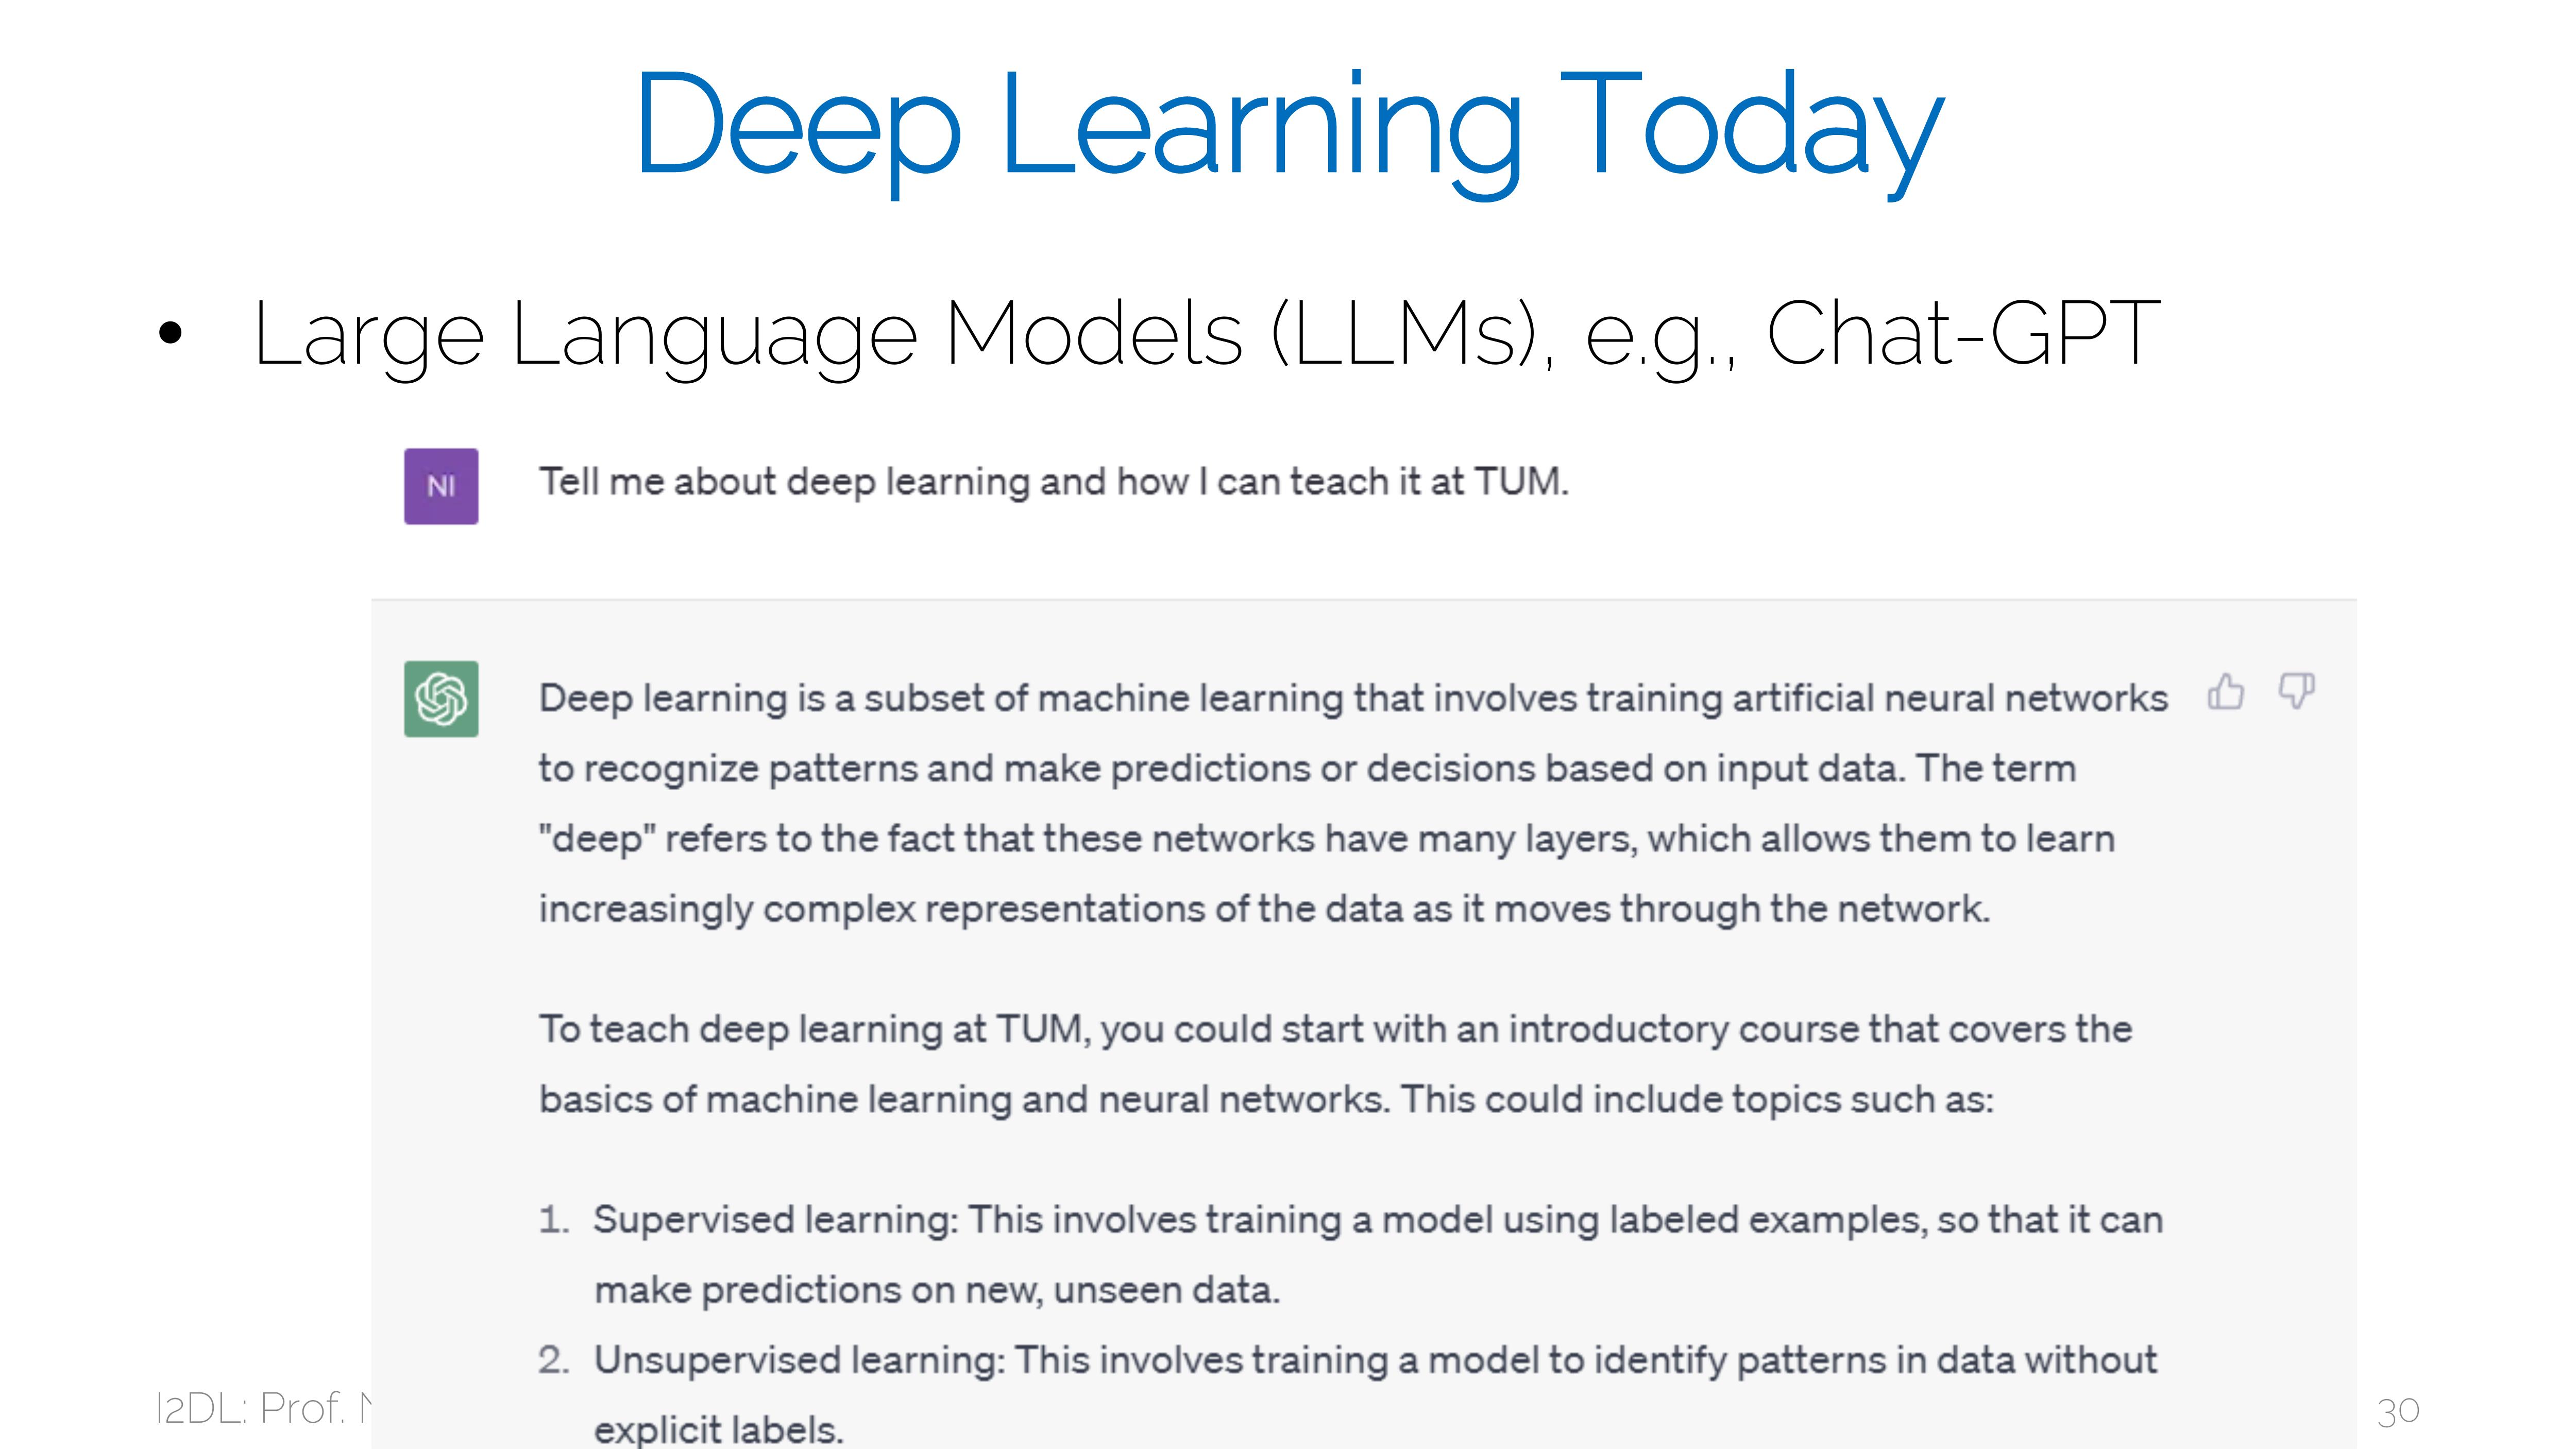 Deep Learning Today
• Large Language Models (LLMs), e.g., Chat-GPT
NI
Tell me about deep learning and how I can teach it at TUM.
Deep learning is a subset of machine learning that involves training artificial neural networks
to recognize patterns and make predictions or decisions based on input data. The term
"deep" refers to the fact that these networks have many layers, which allows them to learn
increasingly complex representations of the data as it moves through the network.
To teach deep learning at TUM, you could start with an introductory course that covers the
basics of machine learning and neural networks. This could include topics such as:
1. Supervised learning: This involves training a model using labeled examples, so that it can
make predictions on new, unseen data.
2. Unsupervised learning: This involves training a model to identify patterns in data without
explicit labels.
I2DL: Prof.
30